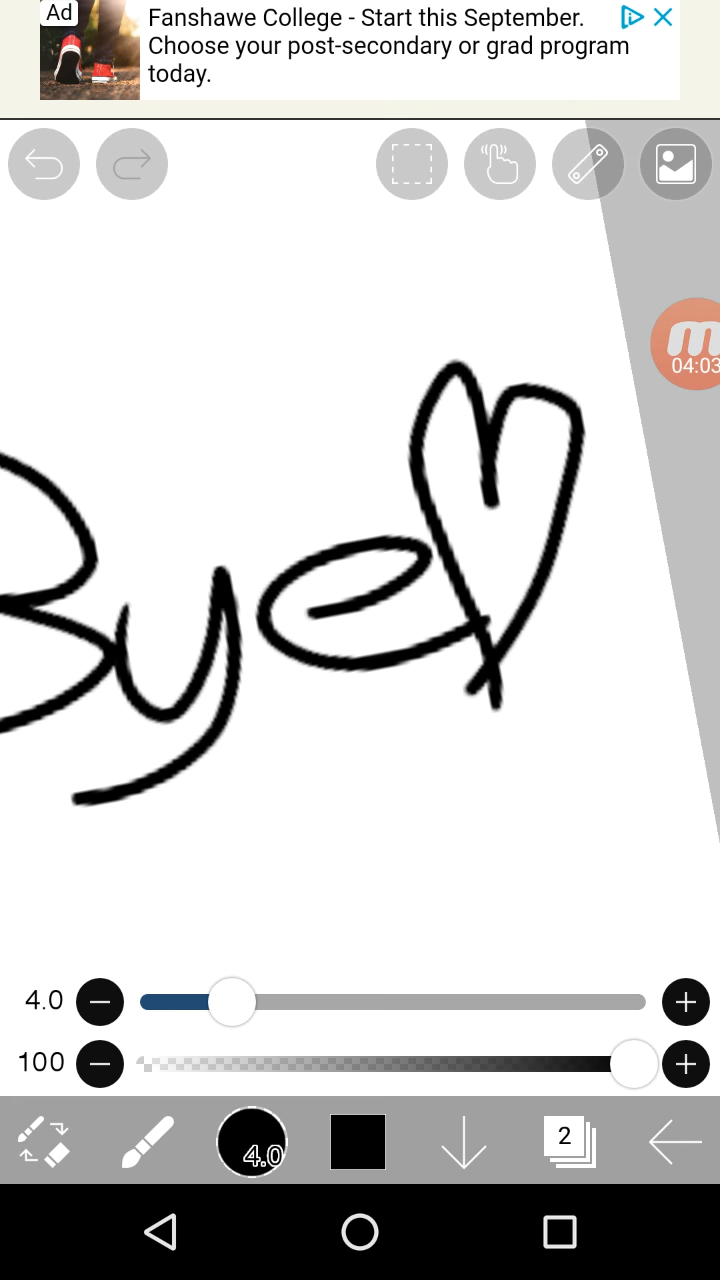 Ad
Fanshawe College - Start this September.
Choose your post-secondary or grad program
today.
m
04:03
Bye
4.0
100
4.0
2